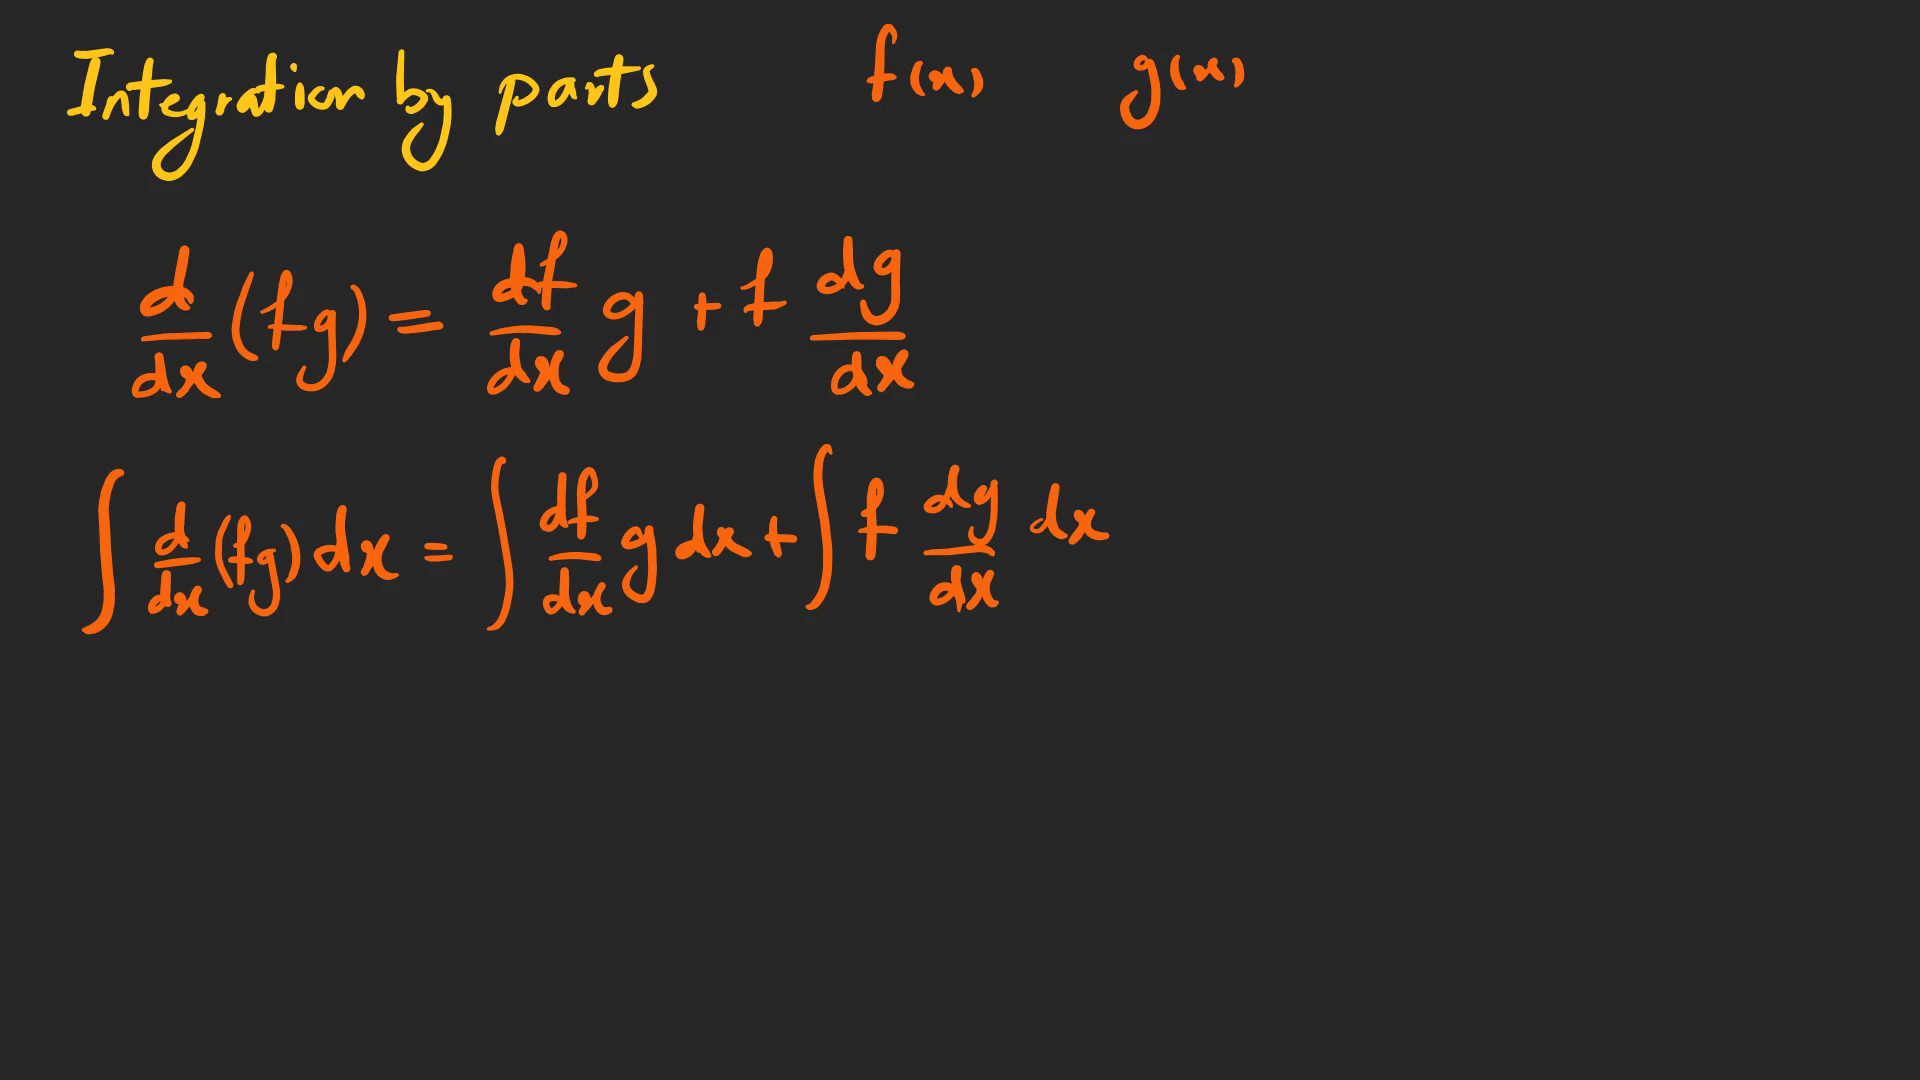 Integration by parts f(x) g(x)
d/dx (fg) = df/dx g + f dg/dx
∫ d/dx (fg) dx = ∫ df/dx g dx + ∫ f dg/dx dx